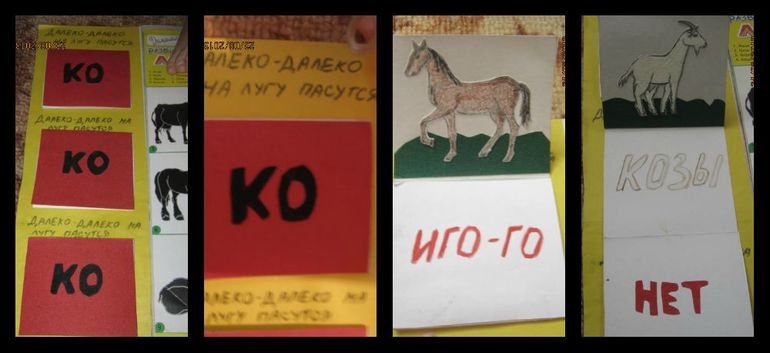 ДАЛЕКО-ДАЛЕКО
НА ЛУГУ ПАСУТСЯ
КО
ДАЛЕКО-ДАЛЕКО
НА ЛУГУ ПАСУТСЯ
КО
ДАЛЕКО-ДАЛЕКО НА
ЛУГУ ПАСУТСЯ
КО
АЛЕКО-ДАЛЕКО
НА ЛУГУ ПАСУТСЯ
КО
ДАЛЕКО-ДАЛЕКО НА
ЛУГУ ПАСУТСЯ
ИГО-ГО
КОЗЫ
НЕТ